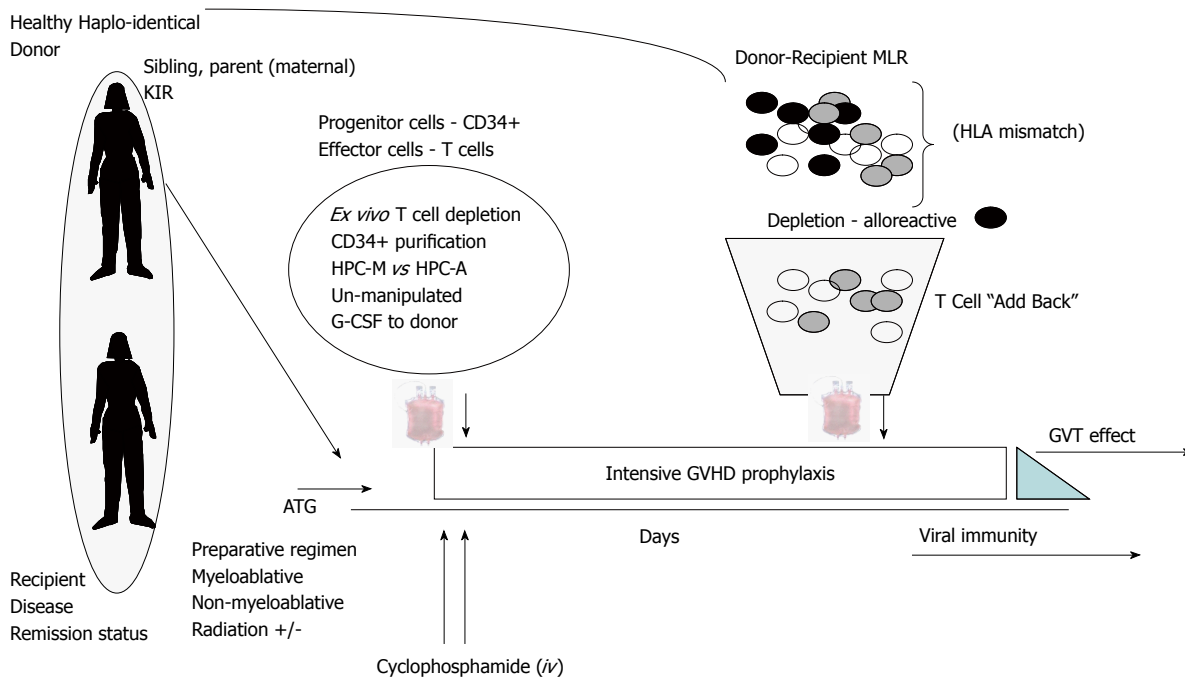 Healthy Haplo-identical
Donor
Sibling, parent (maternal)
KIR
Progenitor cells - CD34+
Effector cells - T cells
Ex vivo T cell depletion
CD34+ purification
HPC-M vs HPC-A
Un-manipulated
G-CSF to donor
Donor-Recipient MLR
(HLA mismatch)
Depletion - alloreactive
T Cell “Add Back”
GVT effect
Intensive GVHD prophylaxis
ATG
Days
Viral immunity
Preparative regimen
Myeloablative
Non-myeloablative
Radiation +/-
Recipient
Disease
Remission status
Cyclophosphamide (iv)